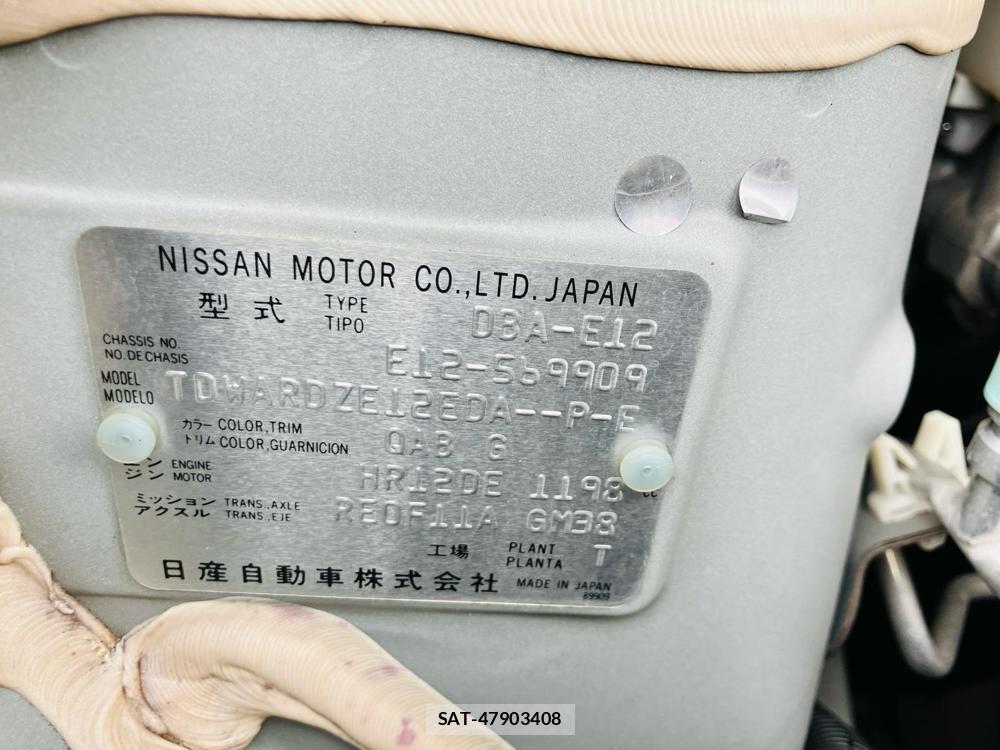 NISSAN MOTOR CO.,LTD. JAPAN
型式 TYPE TIPO DBA-E12
CHASSIS NO. NO.DE CHASIS E12-569909
MODEL MODELO TDWARDZE12EDA--P-E
カラー COLOR,TRIM
トリム COLOR,GUARNICION QAB G
ジン ENGINE MOTOR HR12DE 1198
ミッション TRANS.,AXLE
アクスル TRANS.,EJE RE0F11A GM38
工場 PLANT PLANTA T
日産自動車株式会社 MADE IN JAPAN
89909
SAT-47903408